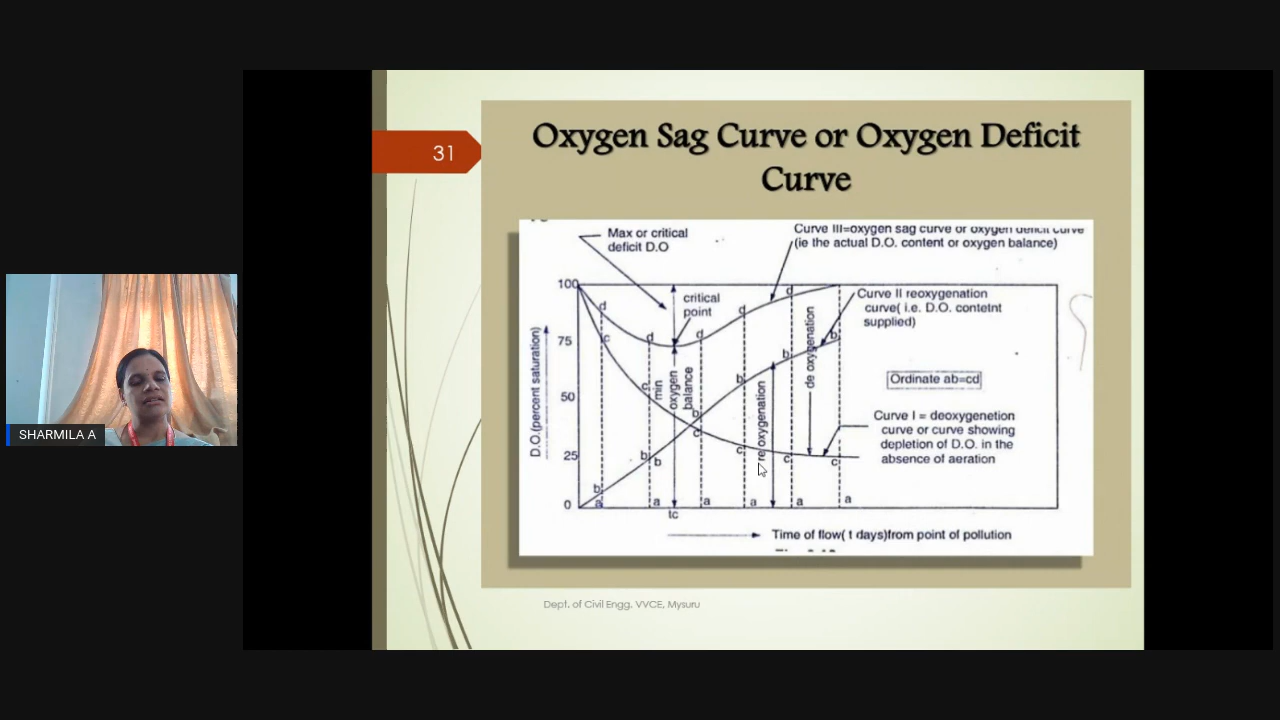 31
Oxygen Sag Curve or Oxygen Deficit
Curve
Max or critical
deficit D.O
Curve III=oxygen sag curve or oxygen deficit curve
(ie the actual D.O. content or oxygen balance)
100
75
50
25
0
D.O.(percent saturation)
critical
point
Curve II reoxygenation
curve( i.e. D.O. contetnt
supplied)
min
oxygen
balance
re oxygenation
de oxygenation
Ordinate ab=cd
Curve I = deoxygenetion
curve or curve showing
depletion of D.O. in the
absence of aeration
d
d
d
d
d
c
c
c
c
c
c
b
b
b
b
b
b
b
a
a
a
a
a
a
tc
Time of flow( t days)from point of pollution
Dept. of Civil Engg. VVCE, Mysuru
SHARMILA A